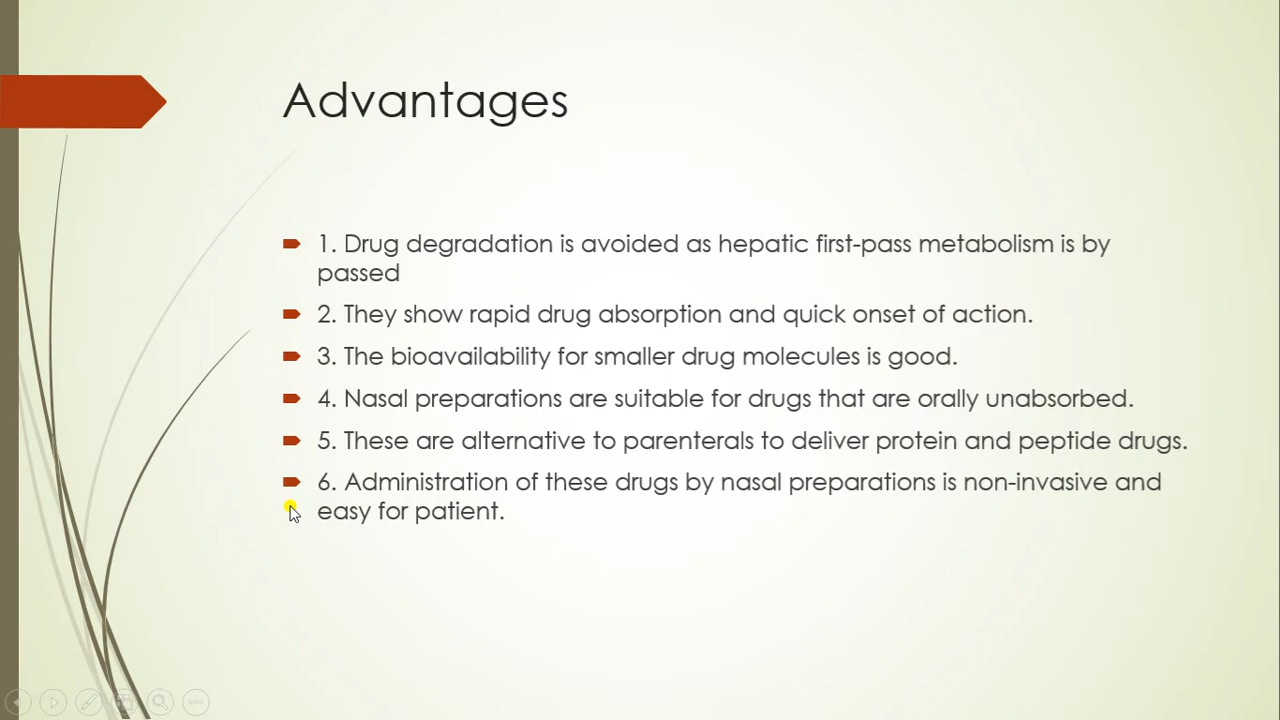 Advantages
1. Drug degradation is avoided as hepatic first-pass metabolism is by
passed
2. They show rapid drug absorption and quick onset of action.
3. The bioavailability for smaller drug molecules is good.
4. Nasal preparations are suitable for drugs that are orally unabsorbed.
5. These are alternative to parenterals to deliver protein and peptide drugs.
6. Administration of these drugs by nasal preparations is non-invasive and
easy for patient.